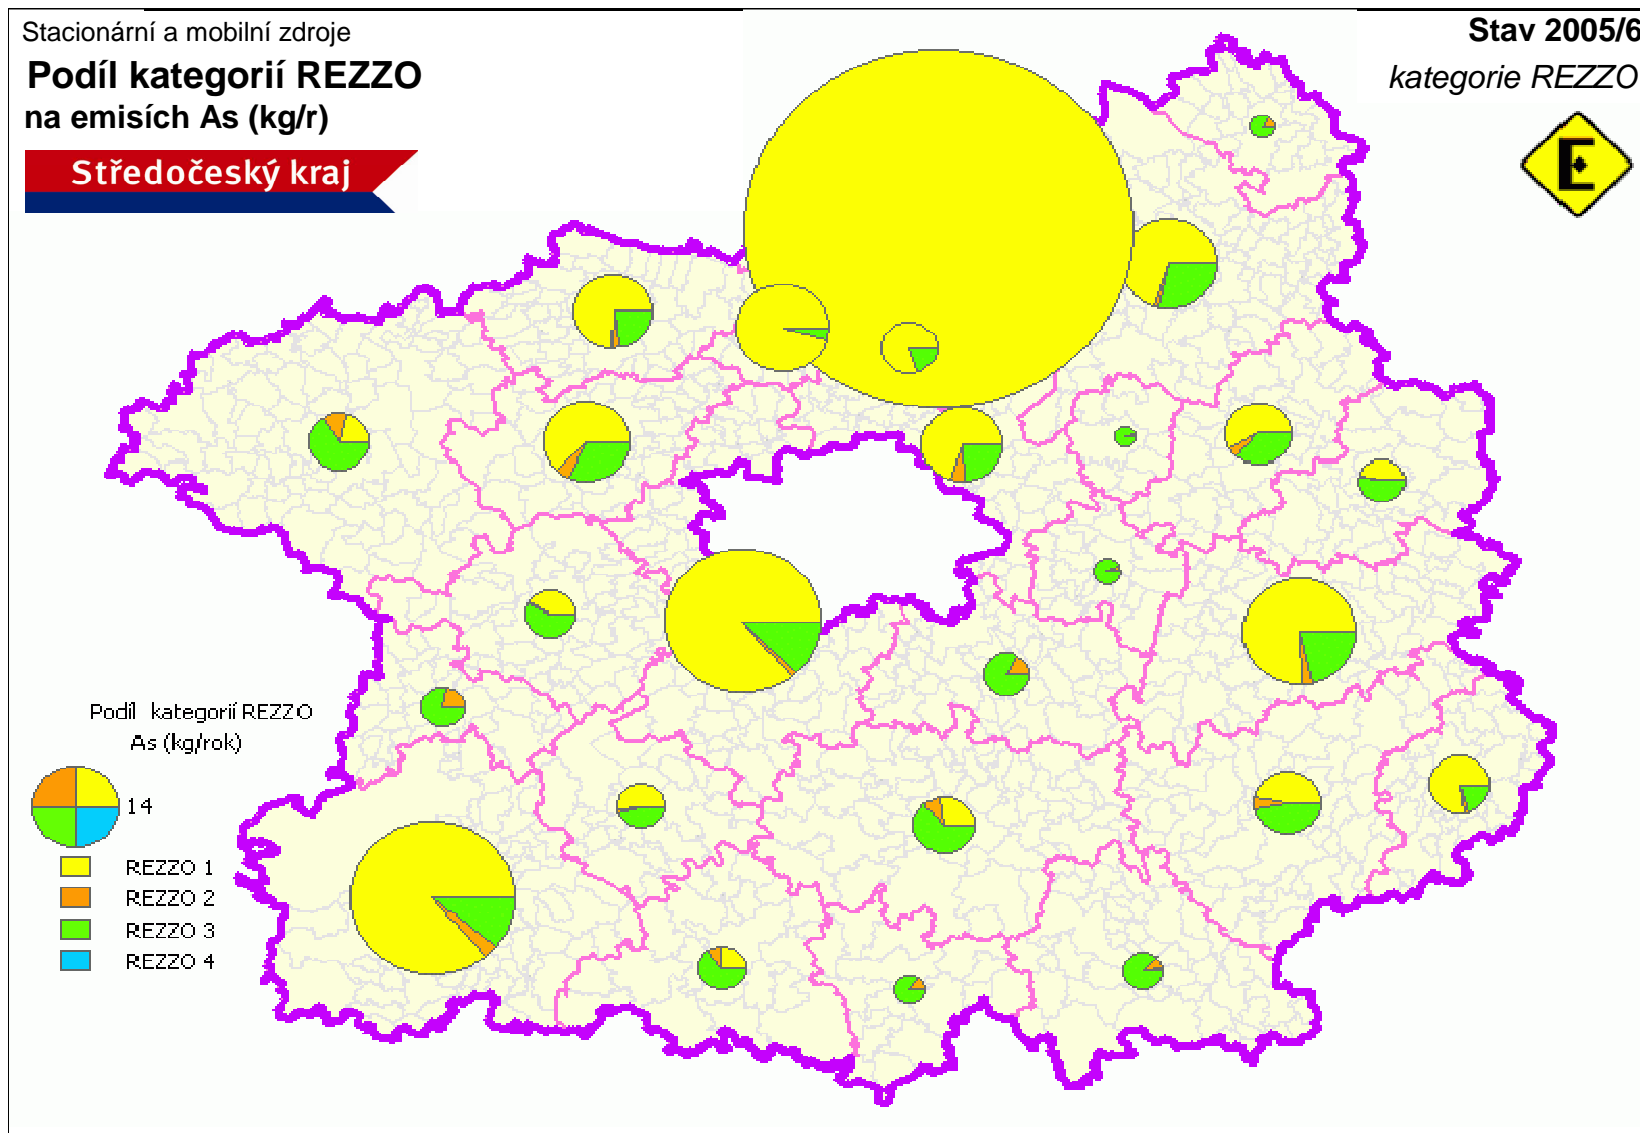 Stacionární a mobilní zdroje
Podíl kategorií REZZO
na emisích As (kg/r)
Středočeský kraj
Stav 2005/6
kategorie REZZO
E
Podíl kategorií REZZO
As (kg/rok)
14
REZZO 1
REZZO 2
REZZO 3
REZZO 4